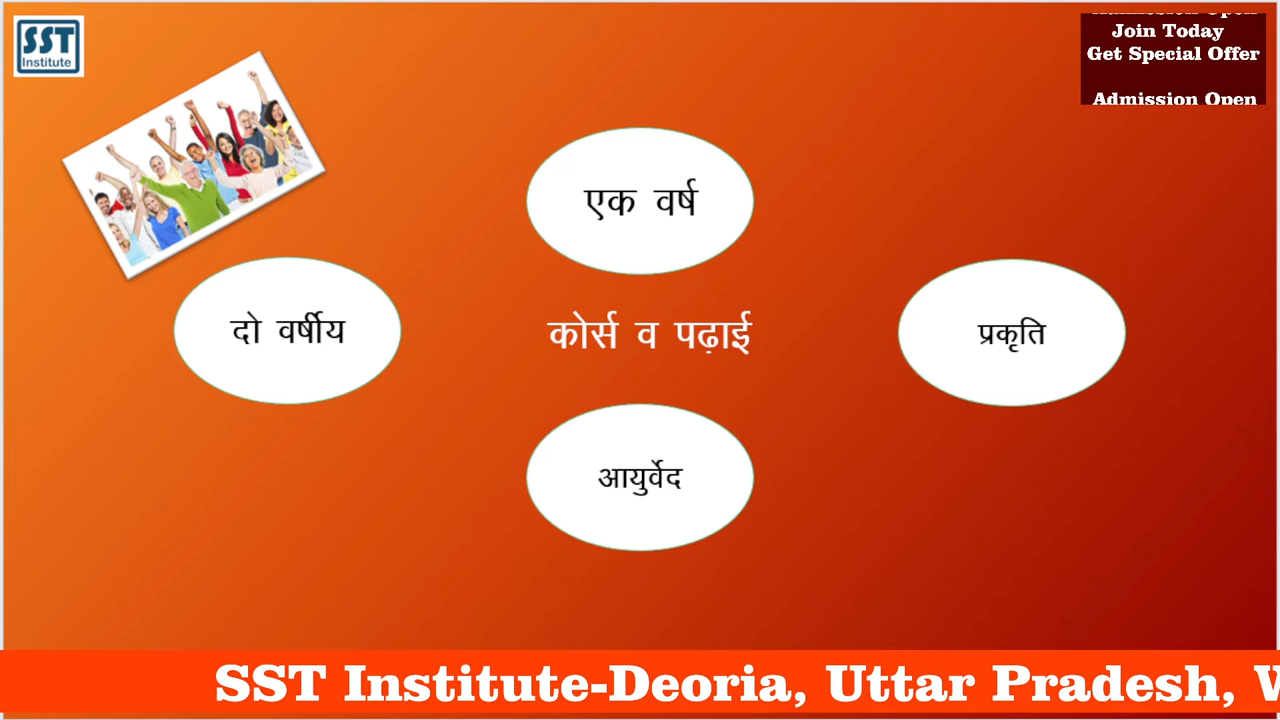 SST
Institute
Join Today
Get Special Offer
Admission Open
एक वर्ष
दो वर्षीय
कोर्स व पढ़ाई
प्रकृति
आयुर्वेद
SST Institute-Deoria, Uttar Pradesh,